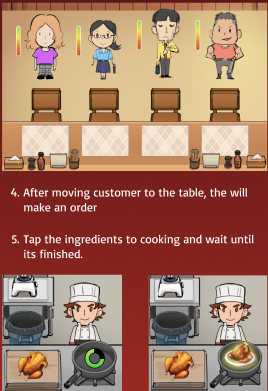 4. After moving customer to the table, the will
make an order
5. Tap the ingredients to cooking and wait until
its finished.